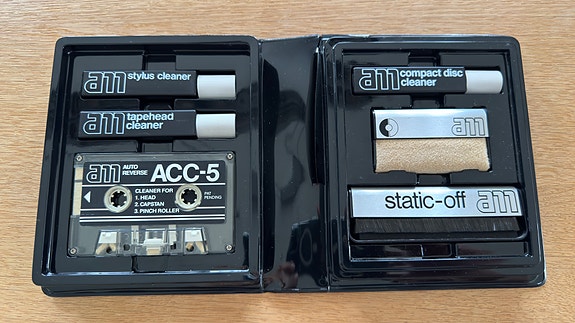 am stylus cleaner
am tapehead
cleaner
am AUTO
REVERSE
ACC-5
CLEANER FOR
1. HEAD
2. CAPSTAN
3. PINCH ROLLER
PAT
PENDING
am compact disc
cleaner
am
static-off am